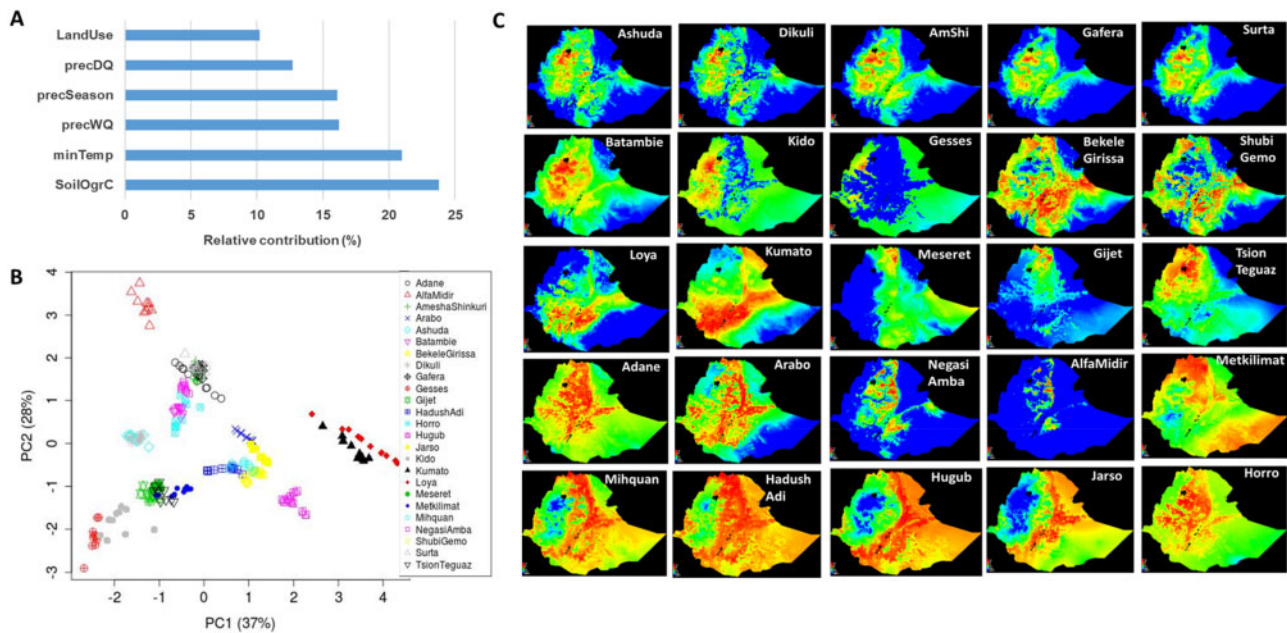 A
LandUse
precDQ
precSeason
precWQ
minTemp
SoilOgrC
0 5 10 15 20 25
Relative contribution (%)
B
4
3
2
1
0
-1
-2
-3
PC2 (28%)
-2 -1 0 1 2 3 4
PC1 (37%)
Adane
AlfaMidir
AmeshaShinkuri
Arabo
Ashuda
Batambie
BekeleGirissa
Dikuli
Gafera
Gesses
Gijet
HadushAdi
Horro
Hugub
Jarso
Kido
Kumato
Loya
Meseret
Metkilimat
Mihquan
NegasiAmba
ShubiGemo
Surta
TsionTeguaz
C
Ashuda Dikuli AmShi Gafera Surta
Batambie Kido Gesses Bekele Girissa Shubi Gemo
Loya Kumato Meseret Gijet Tsion Teguaz
Adane Arabo Negasi Amba AlfaMidir Metkilimat
Mihquan Hadush Adi Hugub Jarso Horro